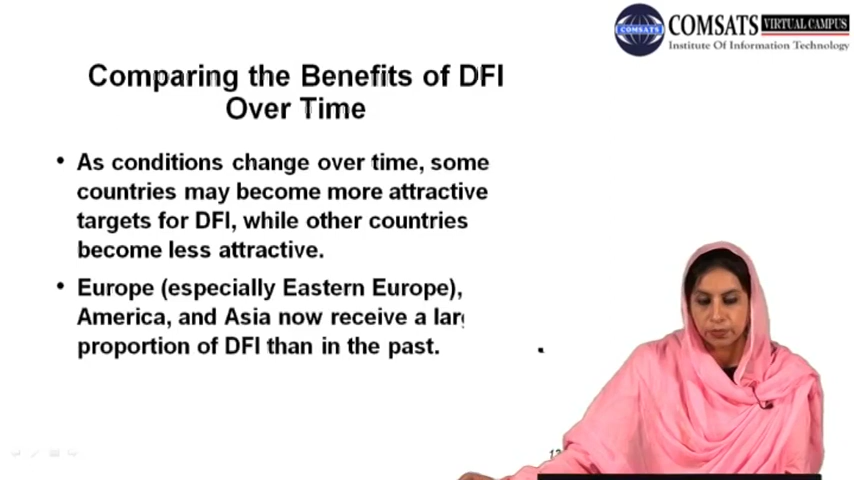 COMSATS VIRTUAL CAMPUS
Institute Of Information Technology
COMSATS
Comparing the Benefits of DFI
Over Time
• As conditions change over time, some
countries may become more attractive
targets for DFI, while other countries
become less attractive.
• Europe (especially Eastern Europe),
America, and Asia now receive a
proportion of DFI than in the past.